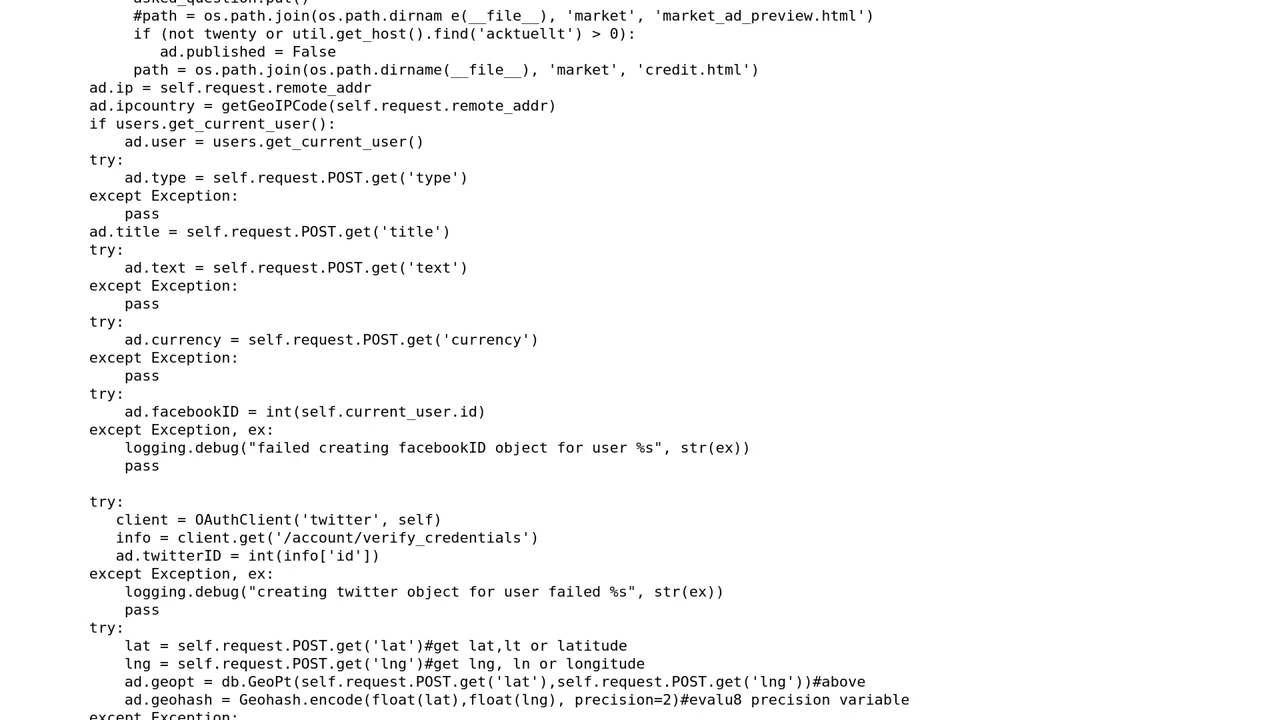 asked_question.put()
#path = os.path.join(os.path.dirnam e(__file__), 'market', 'market_ad_preview.html')
if (not twenty or util.get_host().find('acktuellt') > 0):
ad.published = False
path = os.path.join(os.path.dirname(__file__), 'market', 'credit.html')
ad.ip = self.request.remote_addr
ad.ipcountry = getGeoIPCode(self.request.remote_addr)
if users.get_current_user():
ad.user = users.get_current_user()
try:
ad.type = self.request.POST.get('type')
except Exception:
pass
ad.title = self.request.POST.get('title')
try:
ad.text = self.request.POST.get('text')
except Exception:
pass
try:
ad.currency = self.request.POST.get('currency')
except Exception:
pass
try:
ad.facebookID = int(self.current_user.id)
except Exception, ex:
logging.debug("failed creating facebookID object for user %s", str(ex))
pass
try:
client = OAuthClient('twitter', self)
info = client.get('/account/verify_credentials')
ad.twitterID = int(info['id'])
except Exception, ex:
logging.debug("creating twitter object for user failed %s", str(ex))
pass
try:
lat = self.request.POST.get('lat')#get lat,lt or latitude
lng = self.request.POST.get('lng')#get lng, ln or longitude
ad.geopt = db.GeoPt(self.request.POST.get('lat'),self.request.POST.get('lng'))#above
ad.geohash = Geohash.encode(float(lat),float(lng), precision=2)#evalu8 precision variable
except Exception: